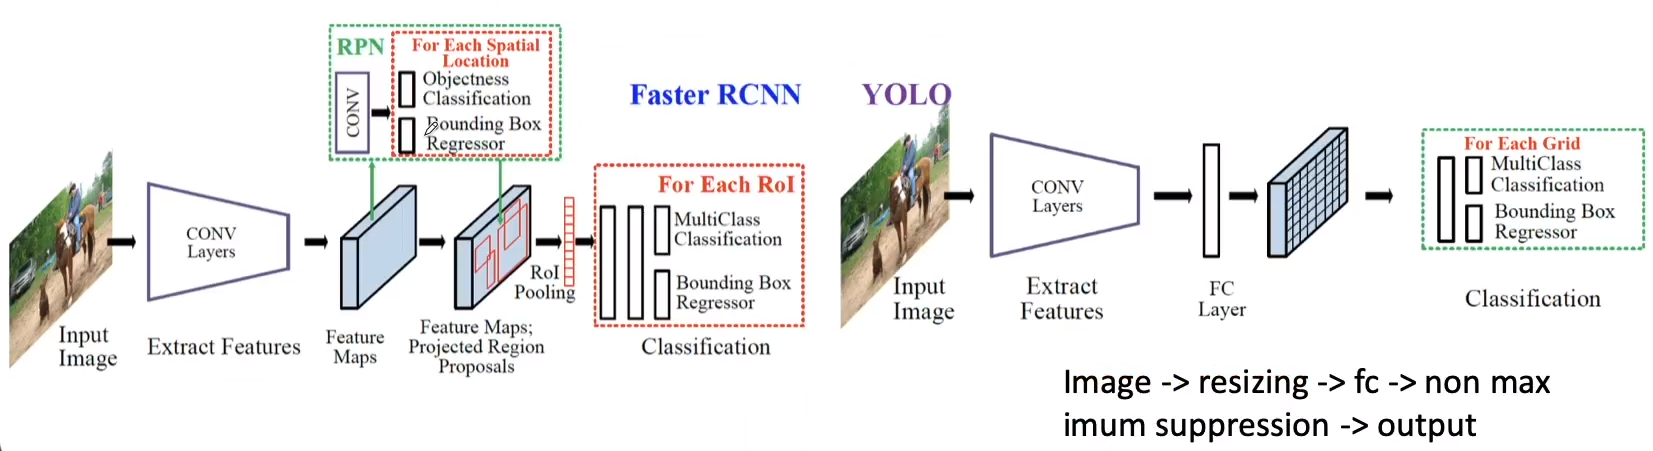 RPN
For Each Spatial
Location
CONV
Objectness
Classification
Bounding Box
Regressor
Faster RCNN
CONV
Layers
Input
Image
Extract Features
Feature
Maps
Feature Maps;
Projected Region
Proposals
RoI
Pooling
For Each RoI
MultiClass
Classification
Bounding Box
Regressor
Classification
YOLO
Input
Image
CONV
Layers
Extract
Features
FC
Layer
For Each Grid
MultiClass
Classification
Bounding Box
Regressor
Classification
Image -> resizing -> fc -> non max
imum suppression -> output